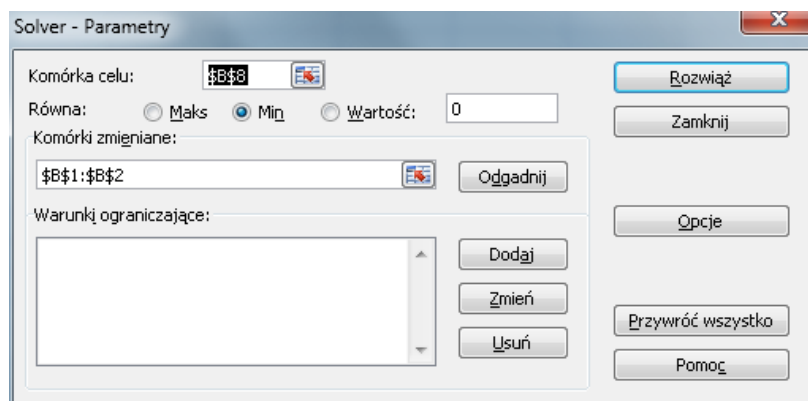 Solver - Parametry
X
Komórka celu: $B$8
Rozwiąż
Równa: Maks Min Wartość: 0
Zamknij
Komórki zmieniane:
$B$1:$B$2
Odgadnij
Warunki ograniczające:
Opcje
Dodaj
Zmień
Przywróć wszystko
Usuń
Pomoc